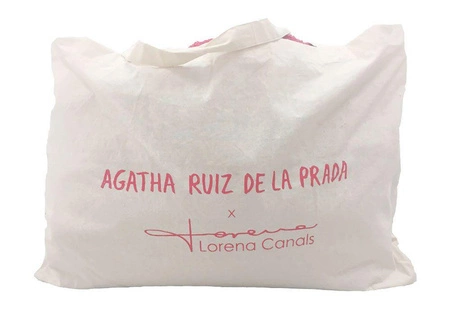 AGATHA RUIZ DE LA PRADA
x
Lorena
Lorena Canals